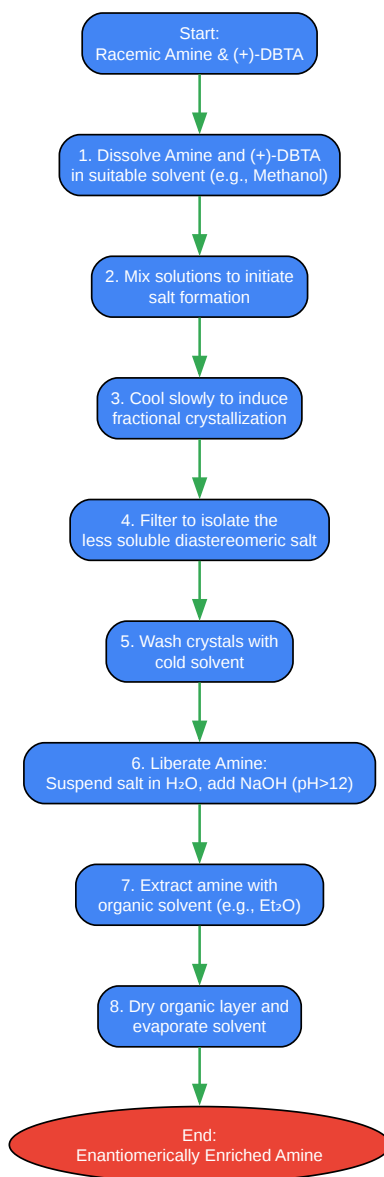 Start:
Racemic Amine & (+)-DBTA
1. Dissolve Amine and (+)-DBTA
in suitable solvent (e.g., Methanol)
2. Mix solutions to initiate
salt formation
3. Cool slowly to induce
fractional crystallization
4. Filter to isolate the
less soluble diastereomeric salt
5. Wash crystals with
cold solvent
6. Liberate Amine:
Suspend salt in H₂O, add NaOH (pH>12)
7. Extract amine with
organic solvent (e.g., Et₂O)
8. Dry organic layer and
evaporate solvent
End:
Enantiomerically Enriched Amine